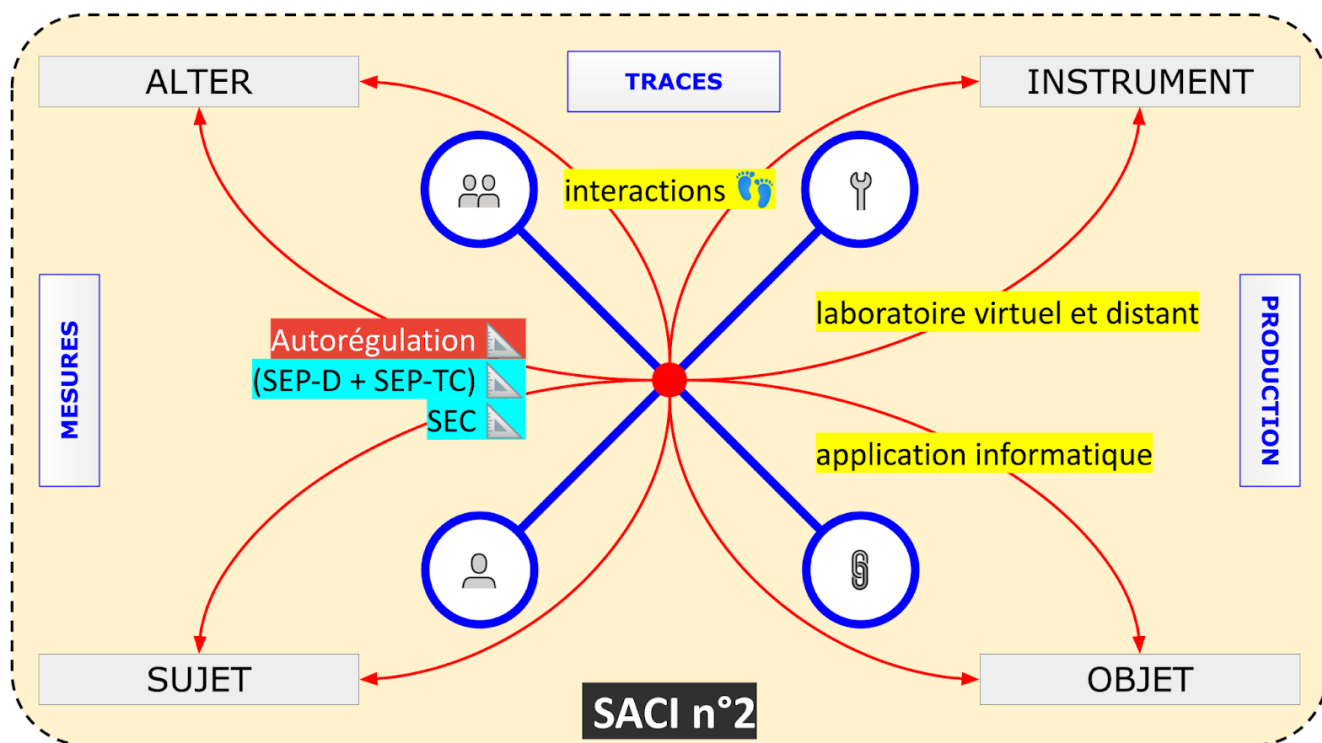 ALTER
TRACES
INSTRUMENT
interactions 👣
MESURES
Autorégulation
(SEP-D + SEP-TC)
SEC
laboratoire virtuel et distant
application informatique
PRODUCTION
SUJET
OBJET
SACI n°2